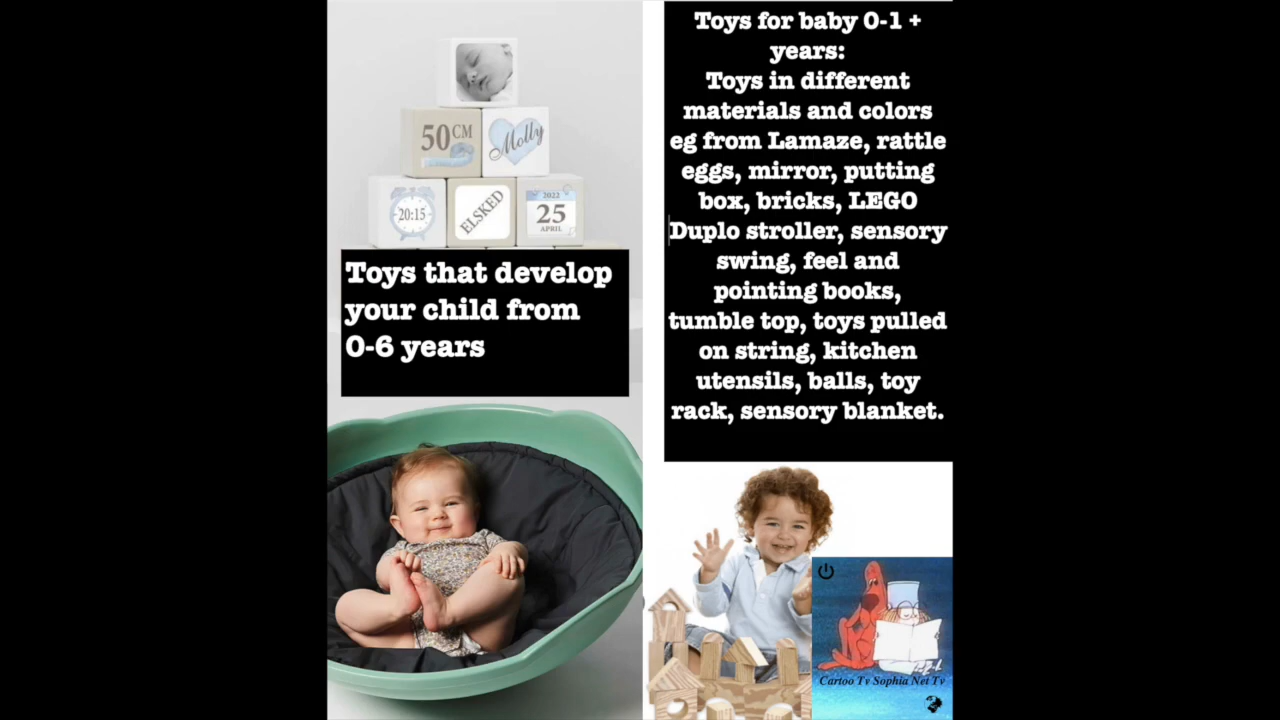 50CM
Molly
20:15
ELSKED
2022
25
APRIL
Toys that develop
your child from
0-6 years
Toys for baby 0-1 +
years:
Toys in different
materials and colors
eg from Lamaze, rattle
eggs, mirror, putting
box, bricks, LEGO
Duplo stroller, sensory
swing, feel and
pointing books,
tumble top, toys pulled
on string, kitchen
utensils, balls, toy
rack, sensory blanket.
Cartoo Tv Sophia Net Tv